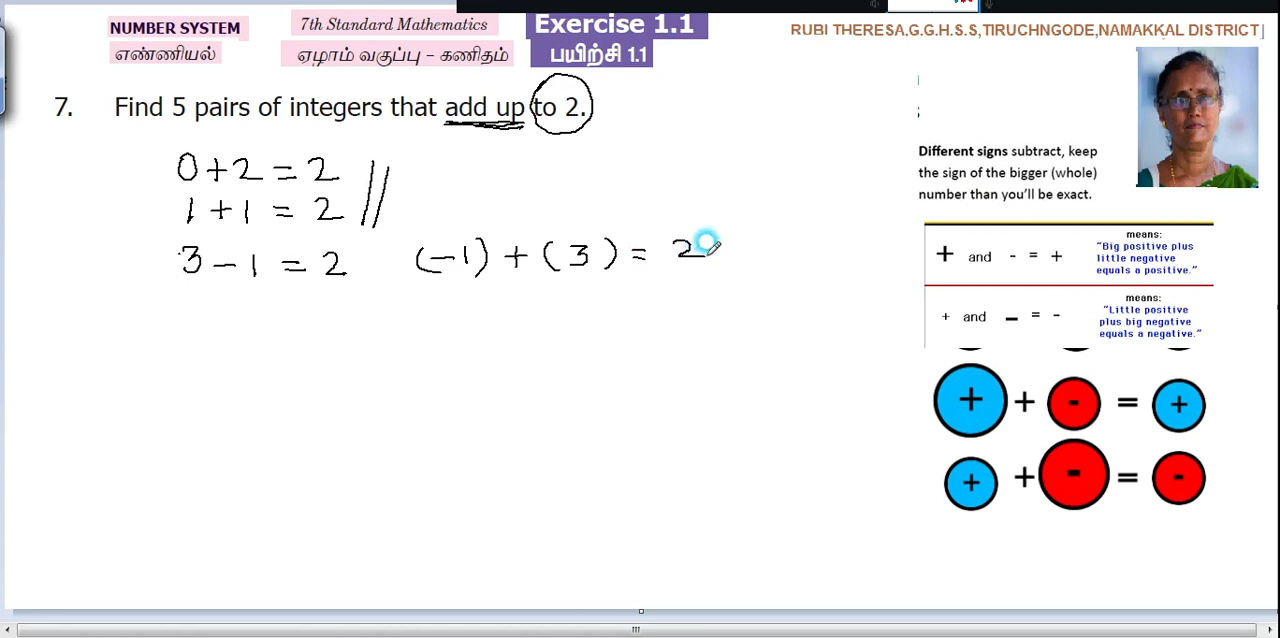 NUMBER SYSTEM
எண்ணியல்
7th Standard Mathematics
ஏழாம் வகுப்பு – கணிதம்
Exercise 1.1
பயிற்சி 1.1
RUBI THERESA,G.G.H.S.S,TIRUCHNGODE,NAMAKKAL DISTRICT
7. Find 5 pairs of integers that add up to 2.
0+2 = 2
1 + 1 = 2
3 - 1 = 2 (-1) + (3) = 2
Different signs subtract, keep
the sign of the bigger (whole)
number than you'll be exact.
+ and - = +
means:
"Big positive plus
little negative
equals a positive."
+ and - = -
means:
"Little positive
plus big negative
equals a negative."
+ + - = +
+ + - = -